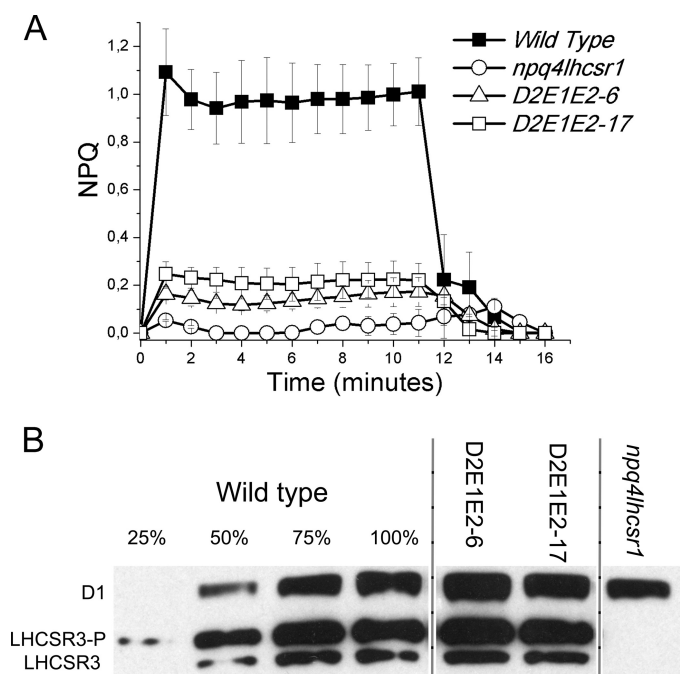 A
1,2
1,0
0,8
0,6
0,4
0,2
0,0
NPQ
0 2 4 6 8 10 12 14 16
Time (minutes)
Wild Type
npq4lhcsr1
D2E1E2-6
D2E1E2-17
B
Wild type
25% 50% 75% 100%
D2E1E2-6
D2E1E2-17
npq4lhcsr1
D1
LHCSR3-P
LHCSR3